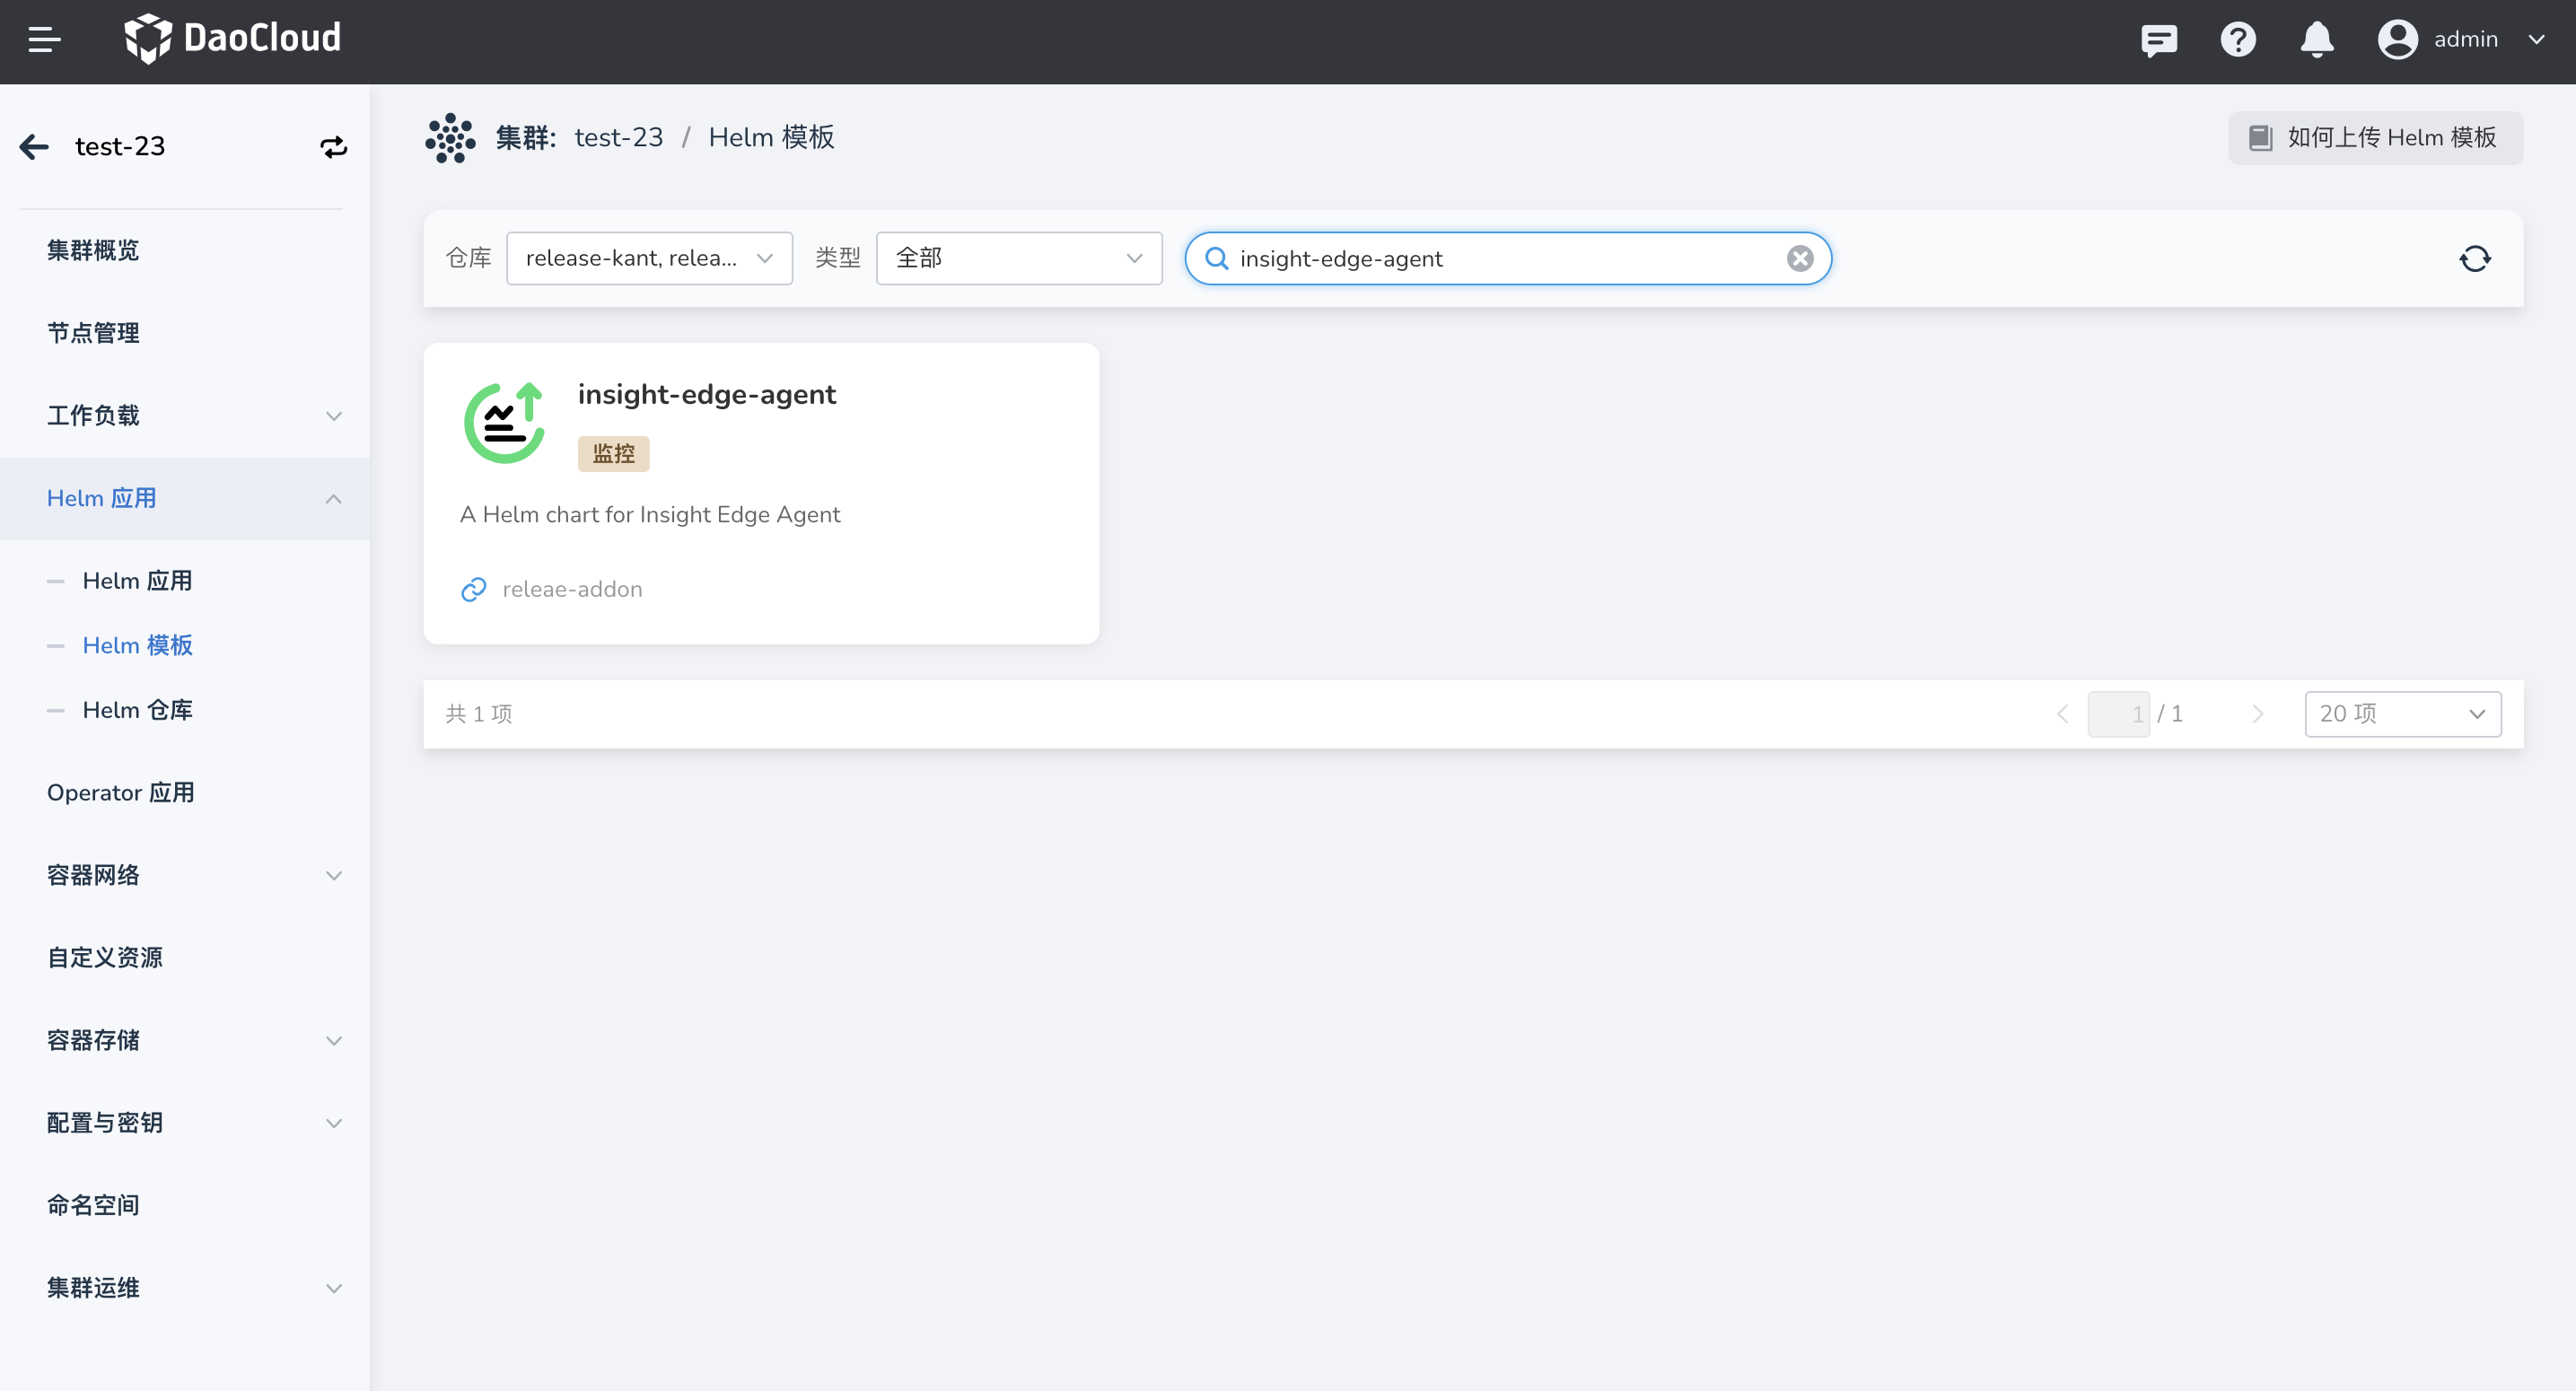 DaoCloud
admin
test-23
集群概览
节点管理
工作负载
Helm 应用
Helm 应用
Helm 模板
Helm 仓库
Operator 应用
容器网络
自定义资源
容器存储
配置与密钥
命名空间
集群运维
集群: test-23 / Helm 模板
如何上传 Helm 模板
仓库 release-kant, relea... 类型 全部 insight-edge-agent
insight-edge-agent
监控
A Helm chart for Insight Edge Agent
releae-addon
共 1 项
1 / 1
20 项